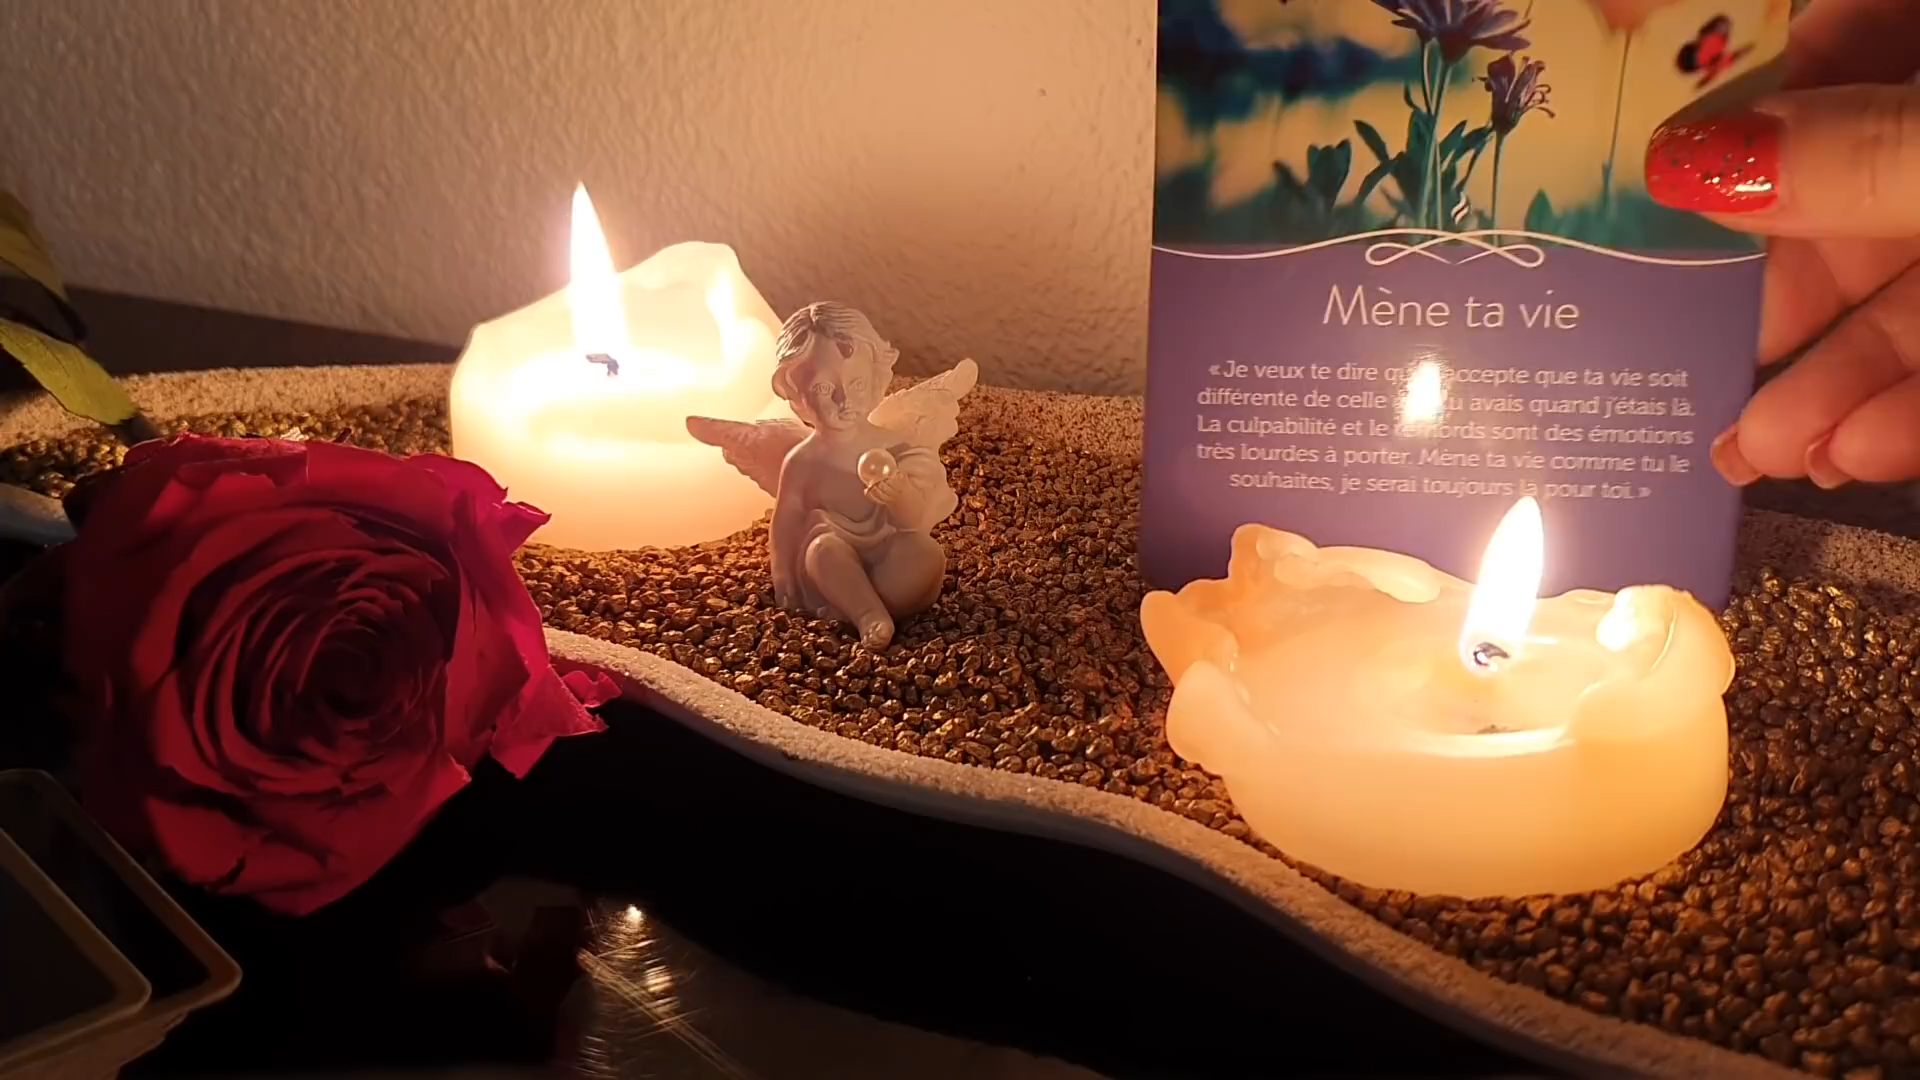 Mène ta vie
«Je veux te dire accepte que ta vie soit
différente de celle avais quand j'étais là.
La culpabilité et le remords sont des émotions
très lourdes à porter. Mène ta vie comme tu le
souhaites, je serai toujours là pour toi.»